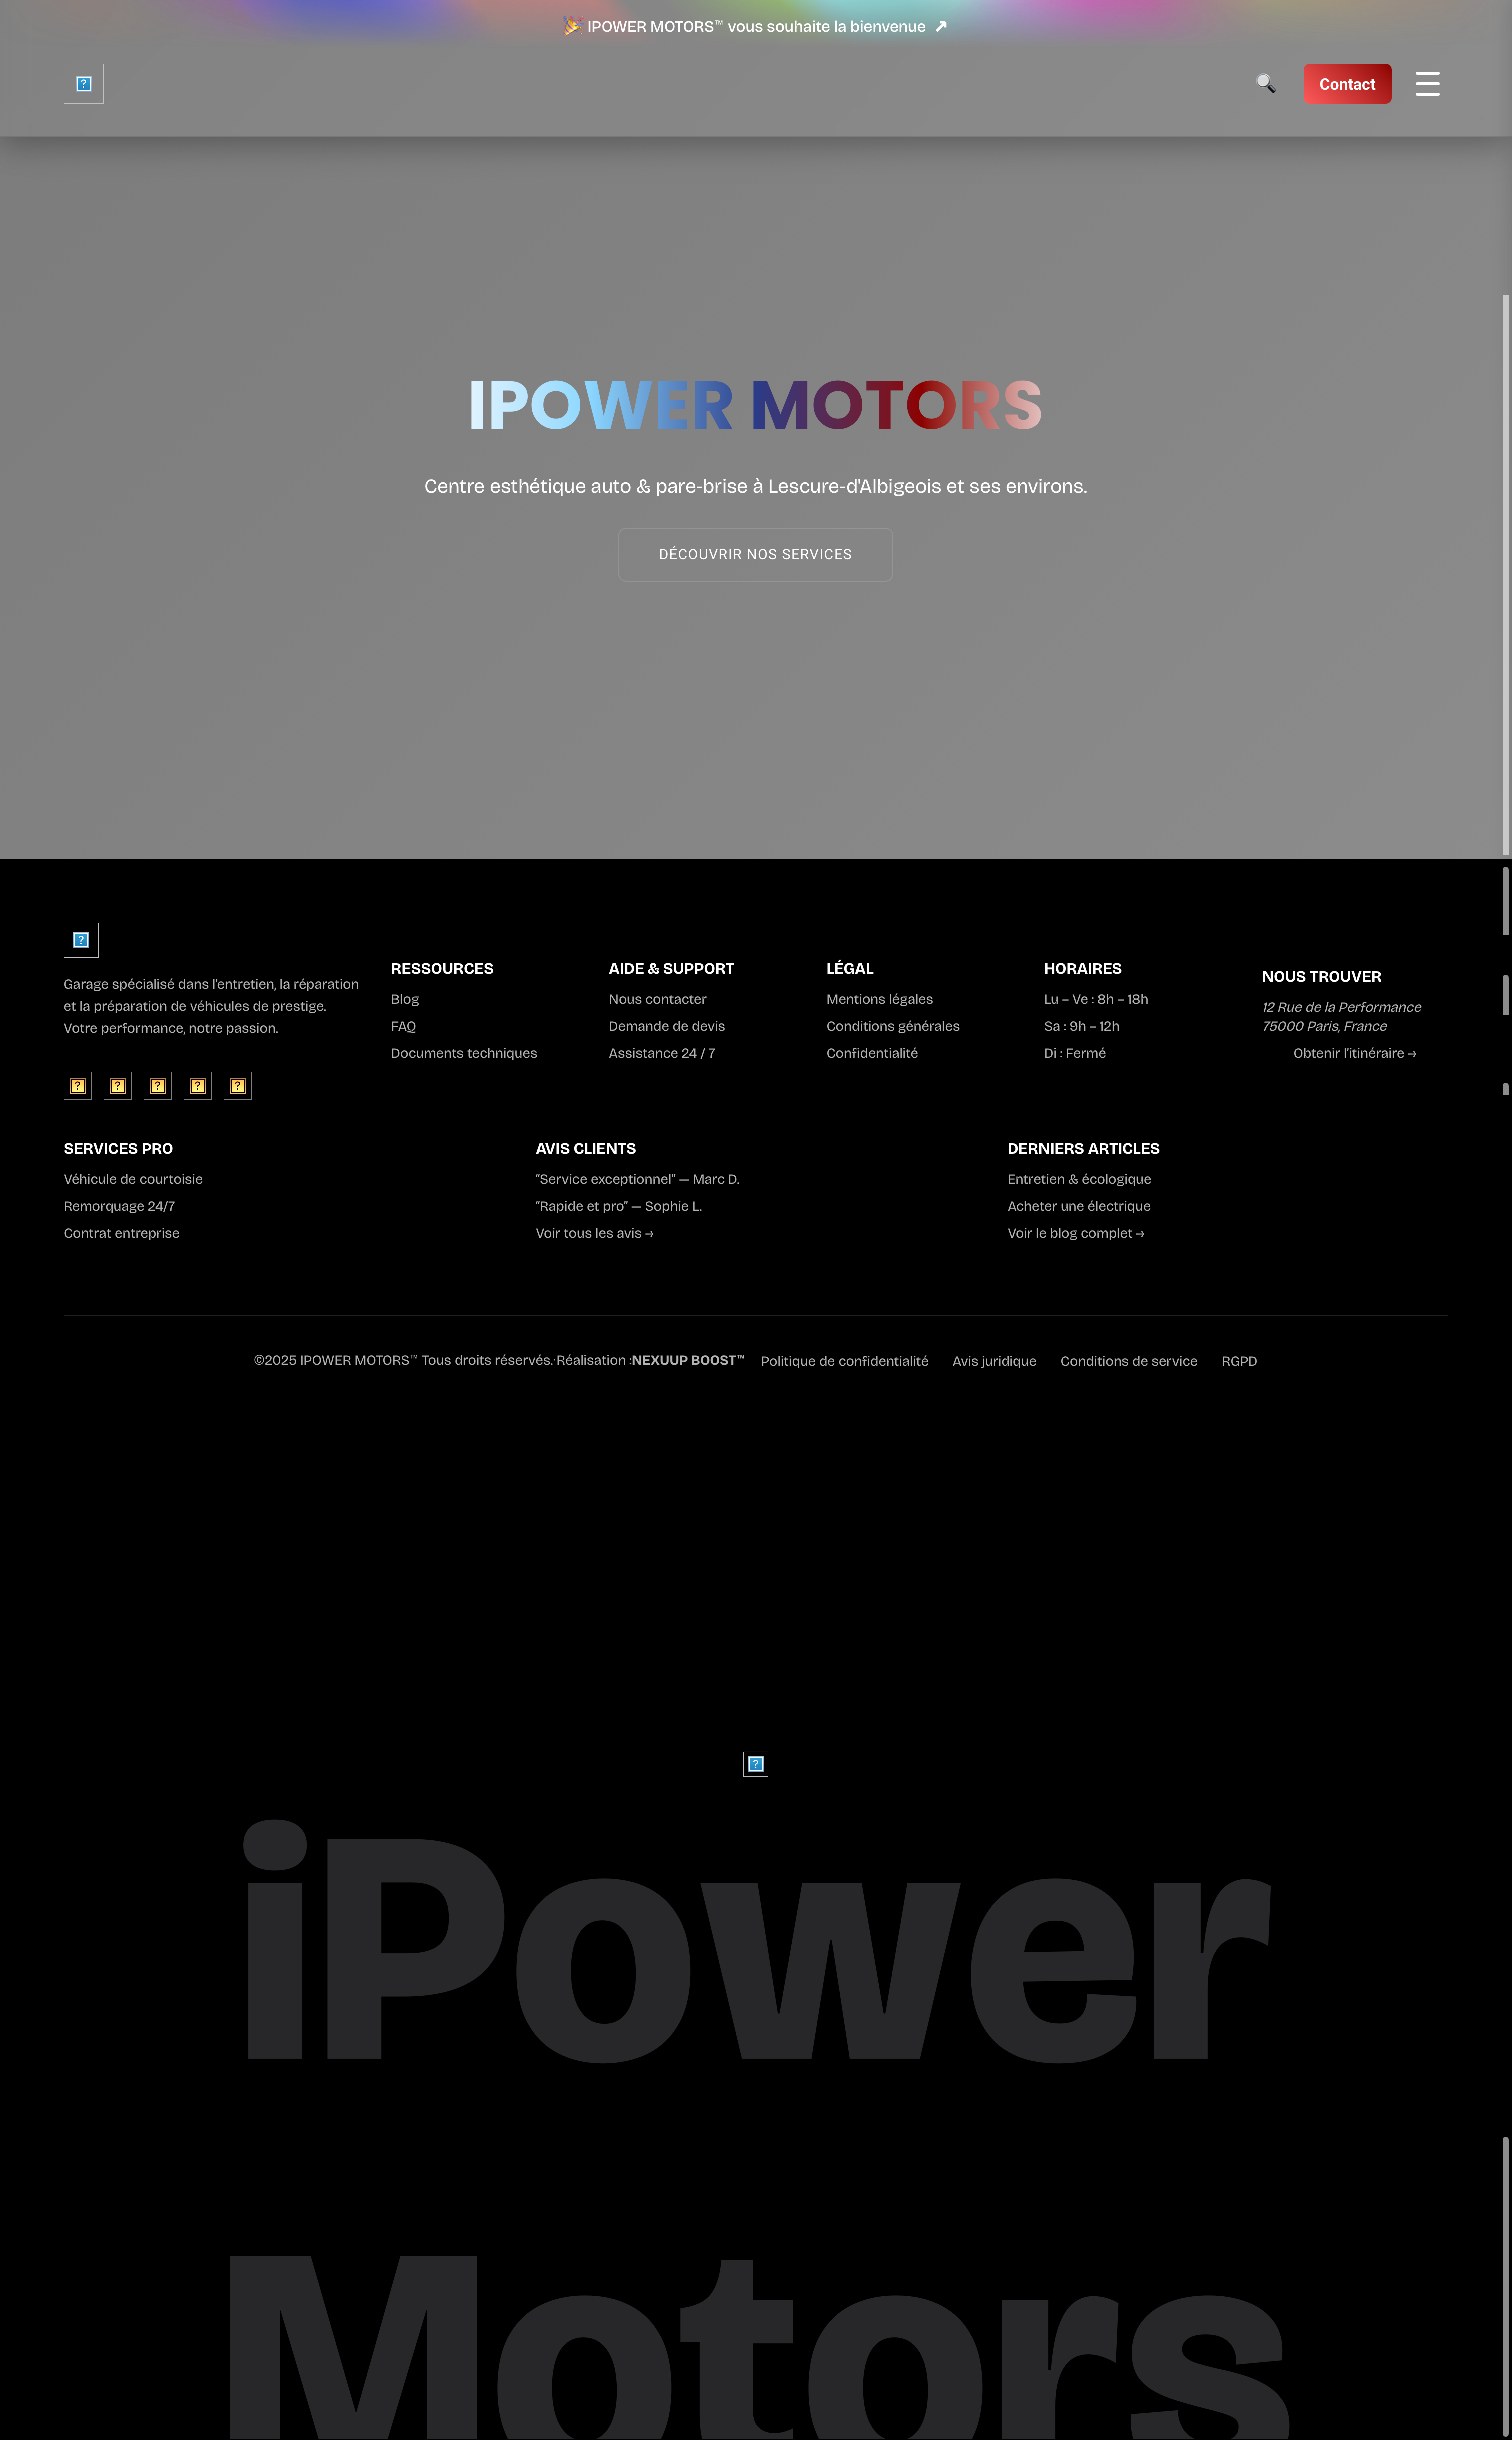 🎉 IPOWER MOTORS™ vous souhaite la bienvenue ↗
Contact
IPOWER MOTORS
Centre esthétique auto & pare-brise à Lescure-d'Albigeois et ses environs.
DÉCOUVRIR NOS SERVICES
Garage spécialisé dans l’entretien, la réparation
et la préparation de véhicules de prestige.
Votre performance, notre passion.
RESSOURCES
Blog
FAQ
Documents techniques
AIDE & SUPPORT
Nous contacter
Demande de devis
Assistance 24 / 7
LÉGAL
Mentions légales
Conditions générales
Confidentialité
HORAIRES
Lu – Ve : 8h – 18h
Sa : 9h – 12h
Di : Fermé
NOUS TROUVER
12 Rue de la Performance
75000 Paris, France
Obtenir l’itinéraire →
SERVICES PRO
Véhicule de courtoisie
Remorquage 24/7
Contrat entreprise
AVIS CLIENTS
"Service exceptionnel" — Marc D.
"Rapide et pro" — Sophie L.
Voir tous les avis →
DERNIERS ARTICLES
Entretien & écologique
Acheter une électrique
Voir le blog complet →
©2025 IPOWER MOTORS™ Tous droits réservés.·Réalisation :NEXUUP BOOST™ Politique de confidentialité Avis juridique Conditions de service RGPD
iPower
Motors